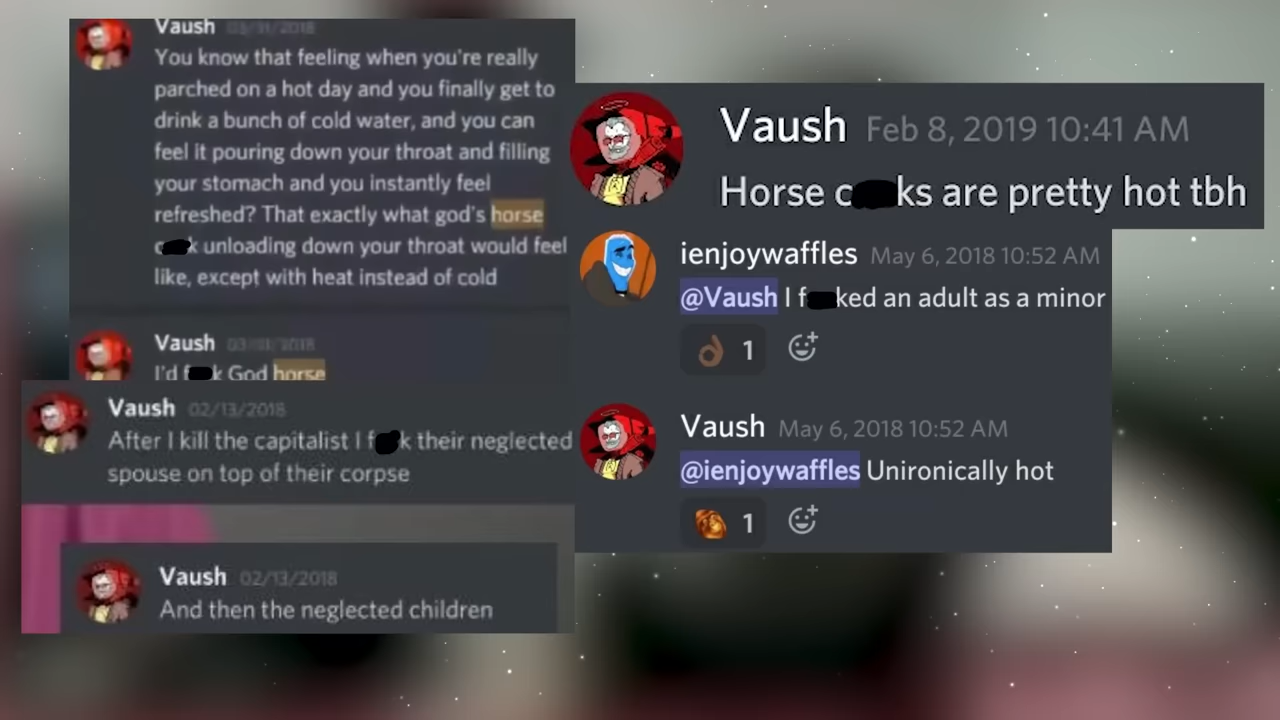 Vaush
You know that feeling when you're really
parched on a hot day and you finally get to
drink a bunch of cold water, and you can
feel it pouring down your throat and filling
your stomach and you instantly feel
refreshed? That exactly what god's horse
c k unloading down your throat would feel
like, except with heat instead of cold
Vaush
I'd f k God horse
Vaush 02/13/2018
After I kill the capitalist I f k their neglected
spouse on top of their corpse
Vaush 02/13/2018
And then the neglected children
Vaush Feb 8, 2019 10:41 AM
Horse c ks are pretty hot tbh
ienjoywaffles May 6, 2018 10:52 AM
@Vaush I f ked an adult as a minor
1
Vaush May 6, 2018 10:52 AM
@ienjoywaffles Unironically hot
1